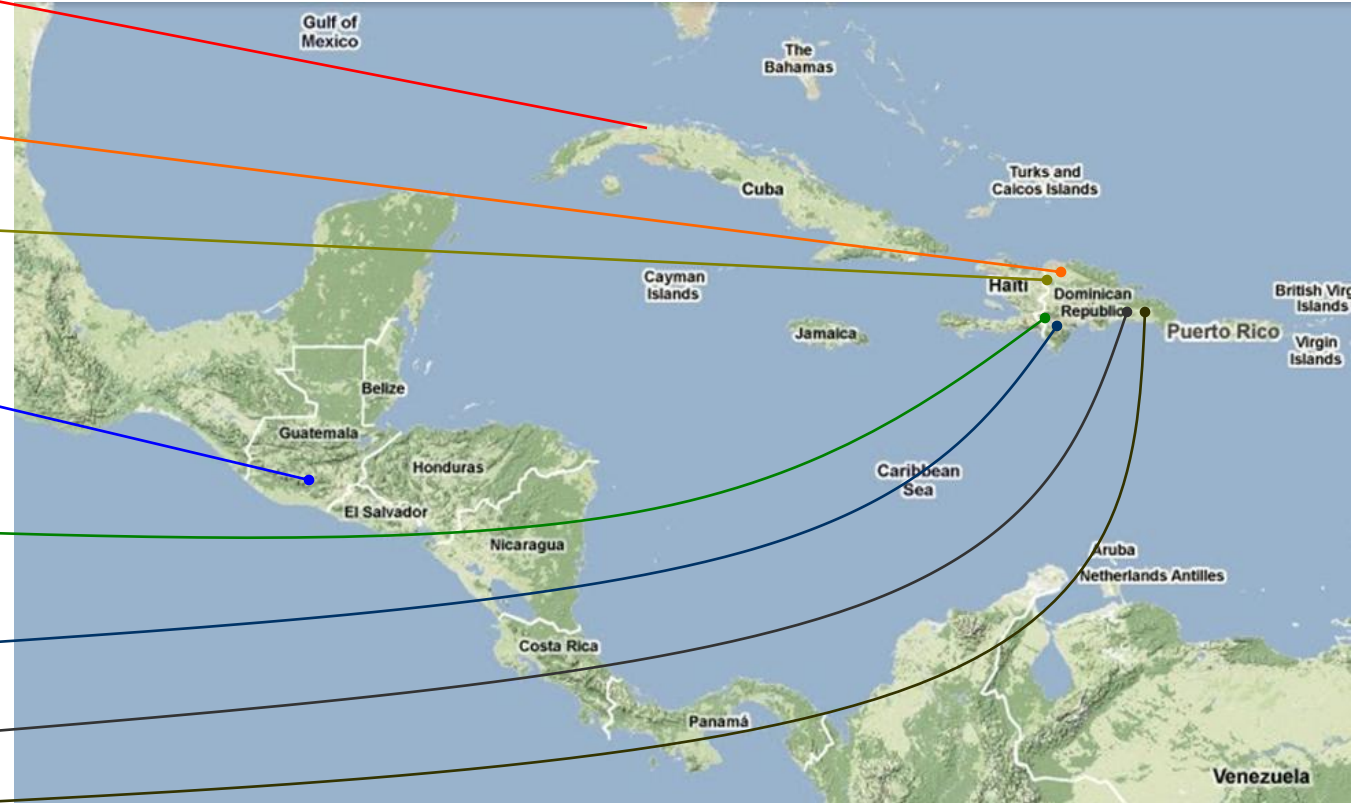 Gulf of
Mexico
The
Bahamas
Turks and
Caicos Islands
Cuba
Cayman
Islands
Haiti
Dominican
Republic
British Virg
Islands
Jamaica
Puerto Rico
Virgin
Islands
Belize
Guatemala
Honduras
Caribbean
Sea
El Salvador
Nicaragua
Aruba
Netherlands Antilles
Costa Rica
Panamá
Venezuela